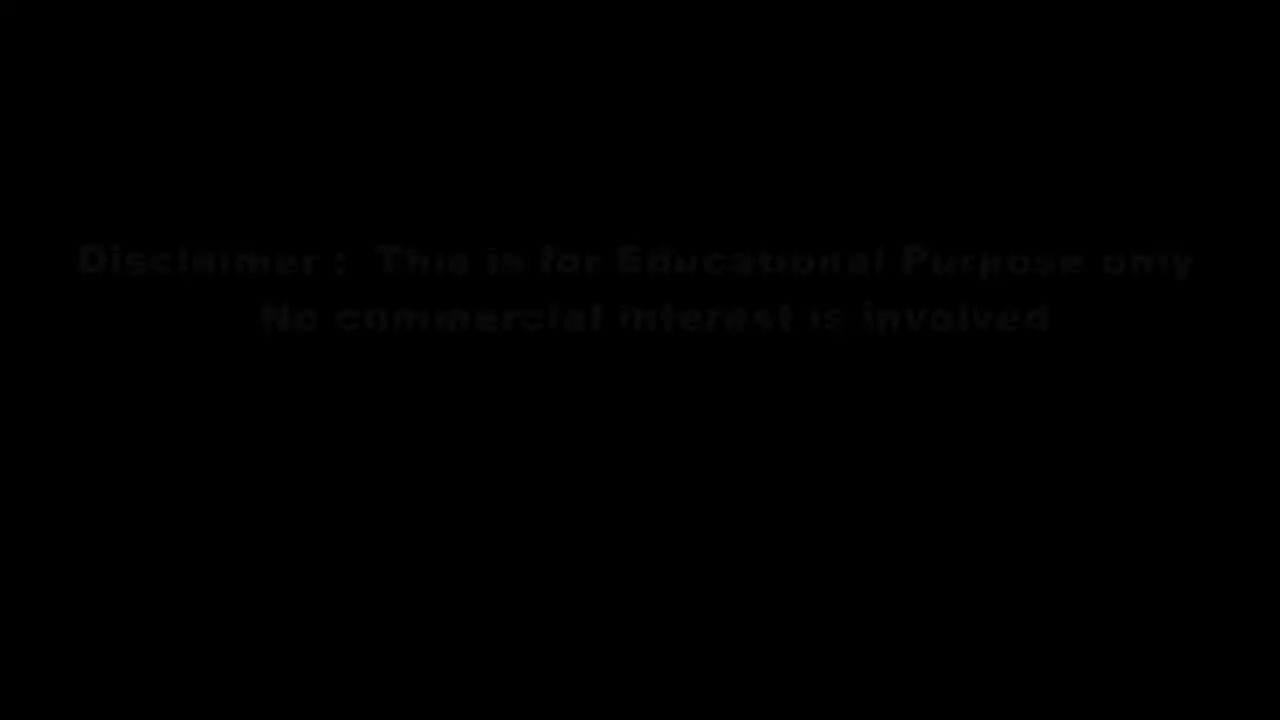 Disclaimer : This is for Educational Purpose only
No commercial interest is involved